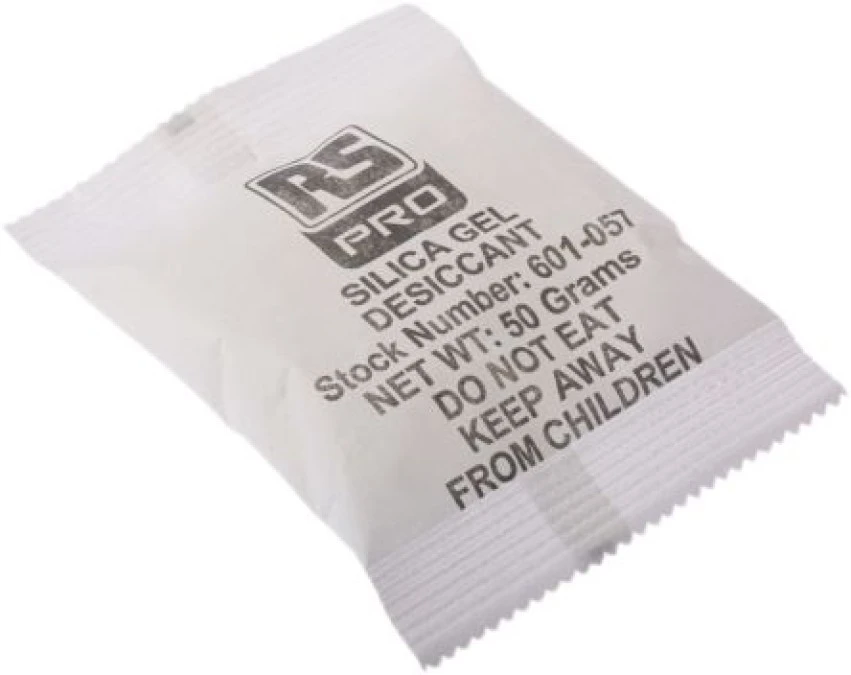 RS
PRO
SILICA GEL
DESICCANT
Stock Number: 601-057
NET WT: 50 Grams
DO NOT EAT
KEEP AWAY
FROM CHILDREN